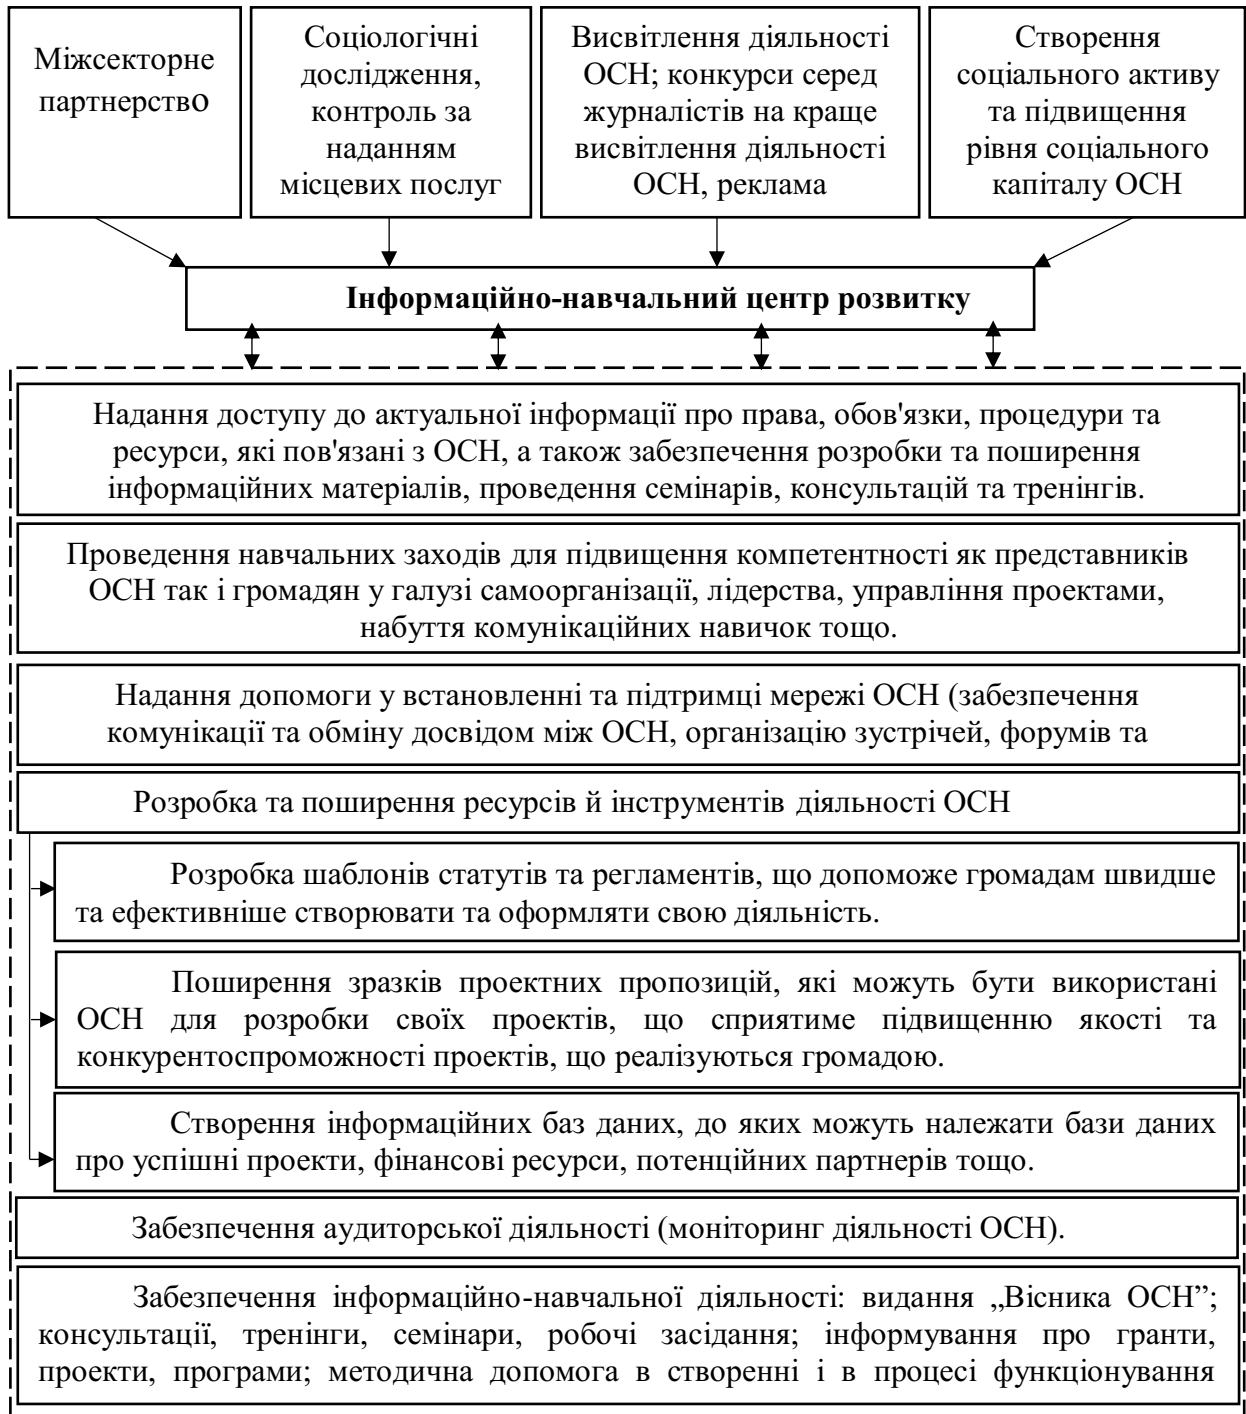 Міжсекторне
партнерство
Соціологічні
дослідження,
контроль за
наданням
місцевих послуг
Висвітлення діяльності
ОСН; конкурси серед
журналістів на краще
висвітлення діяльності
ОСН, реклама
Створення
соціального активу
та підвищення
рівня соціального
капіталу ОСН
Інформаційно-навчальний центр розвитку
Надання доступу до актуальної інформації про права, обов'язки, процедури та
ресурси, які пов'язані з ОСН, а також забезпечення розробки та поширення
інформаційних матеріалів, проведення семінарів, консультацій та тренінгів.
Проведення навчальних заходів для підвищення компетентності як представників
ОСН так і громадян у галузі самоорганізації, лідерства, управління проектами,
набуття комунікаційних навичок тощо.
Надання допомоги у встановленні та підтримці мережі ОСН (забезпечення
комунікації та обміну досвідом між ОСН, організацію зустрічей, форумів та
Розробка та поширення ресурсів й інструментів діяльності ОСН
Розробка шаблонів статутів та регламентів, що допоможе громадам швидше
та ефективніше створювати та оформляти свою діяльність.
Поширення зразків проектних пропозицій, які можуть бути використані
ОСН для розробки своїх проектів, що сприятиме підвищенню якості та
конкурентоспроможності проектів, що реалізуються громадою.
Створення інформаційних баз даних, до яких можуть належати бази даних
про успішні проекти, фінансові ресурси, потенційних партнерів тощо.
Забезпечення аудиторської діяльності (моніторинг діяльності ОСН).
Забезпечення інформаційно-навчальної діяльності: видання „Вісника ОСН”;
консультації, тренінги, семінари, робочі засідання; інформування про гранти,
проекти, програми; методична допомога в створенні і в процесі функціонування